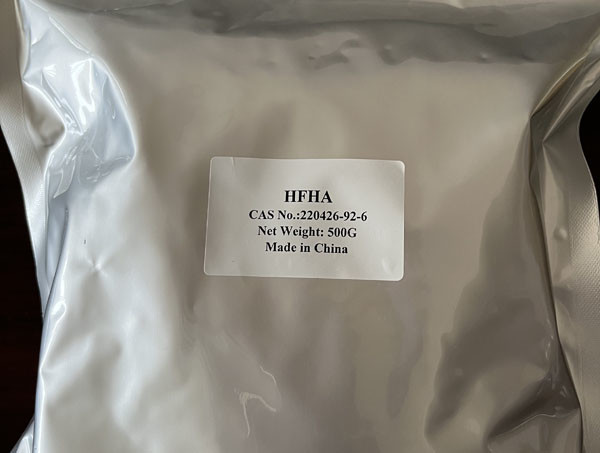 HFHA
CAS No.:220426-92-6
Net Weight: 500G
Made in China